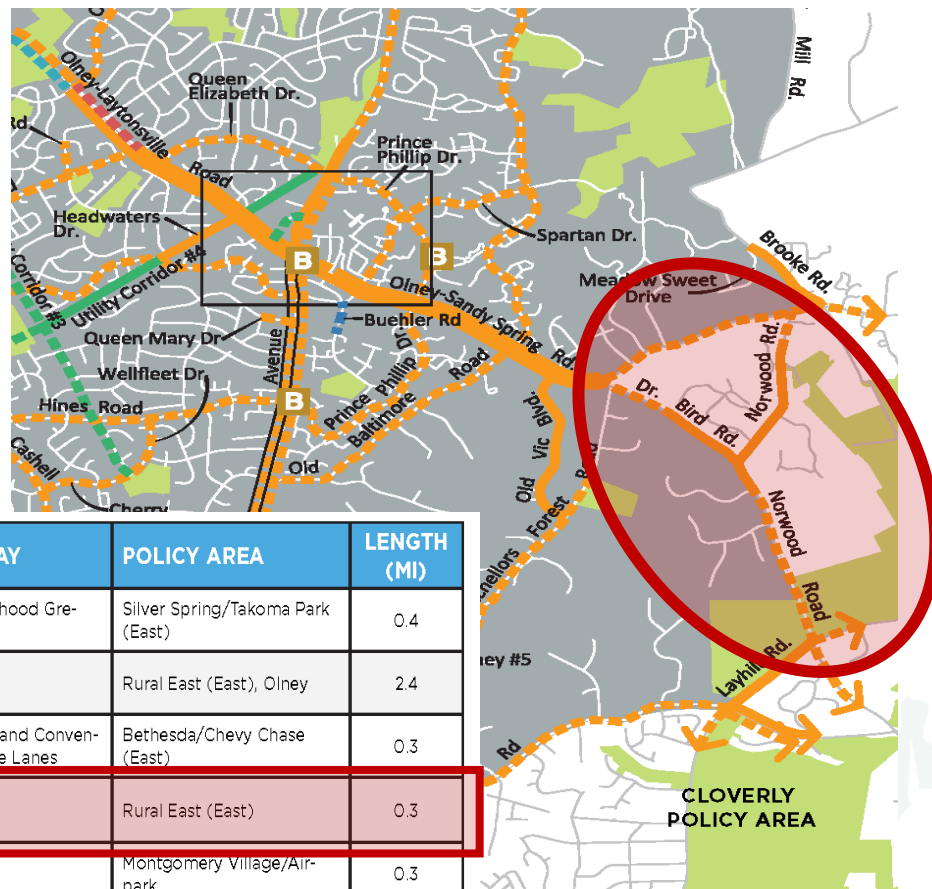 Mill Rd.
Olney-Laytonsville Road
Queen
Elizabeth Dr.
Rd.
Prince
Phillip Dr.
Headwaters
Dr.
Spartan Dr.
Brooke Rd.
Corridor #3
Utility Corridor #4
B
B
Meadow Sweet
Drive
Olney-Sandy Spring Rd.
Buehler Rd
Queen Mary Dr
Avenue
Norwood Rd.
Wellfleet Dr.
Prince Phillip Dr.
Dr. Bird Rd.
B
Hines Road
Old Baltimore Road
Old Vic Blvd.
Cashell
Cherry
Norwood Road
Forest
ney #5
Layhill Rd.
Rd
CLOVERLY
POLICY AREA
AY POLICY AREA LENGTH
(MI)
hood Gre- Silver Spring/Takoma Park
(East) 0.4
Rural East (East), Olney 2.4
and Conven- Bethesda/Chevy Chase
e Lanes (East) 0.3
Rural East (East) 0.3
Montgomery Village/Air-
park 0.3